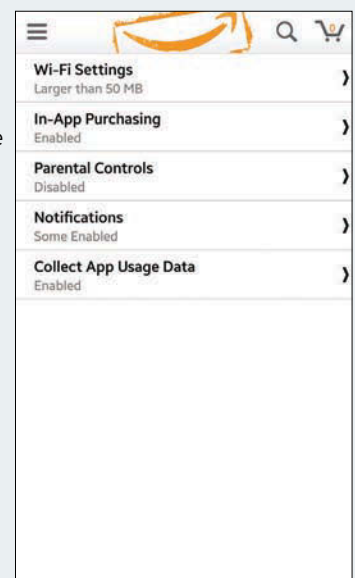 0
Wi-Fi Settings
Larger than 50 MB
In-App Purchasing
Enabled
e
Parental Controls
Disabled
Notifications
Some Enabled
Collect App Usage Data
Enabled